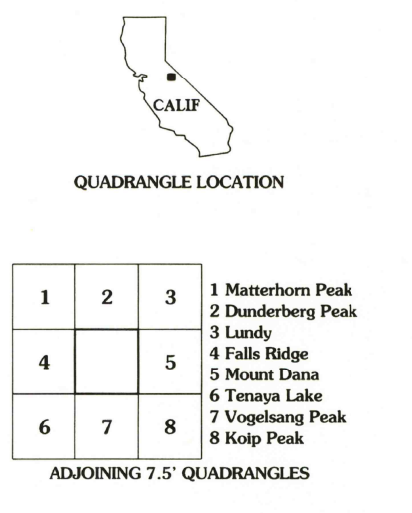 CALIF
QUADRANGLE LOCATION
1 2 3
4 5
6 7 8
1 Matterhorn Peak
2 Dunderberg Peak
3 Lundy
4 Falls Ridge
5 Mount Dana
6 Tenaya Lake
7 Vogelsang Peak
8 Koip Peak
ADJOINING 7.5' QUADRANGLES